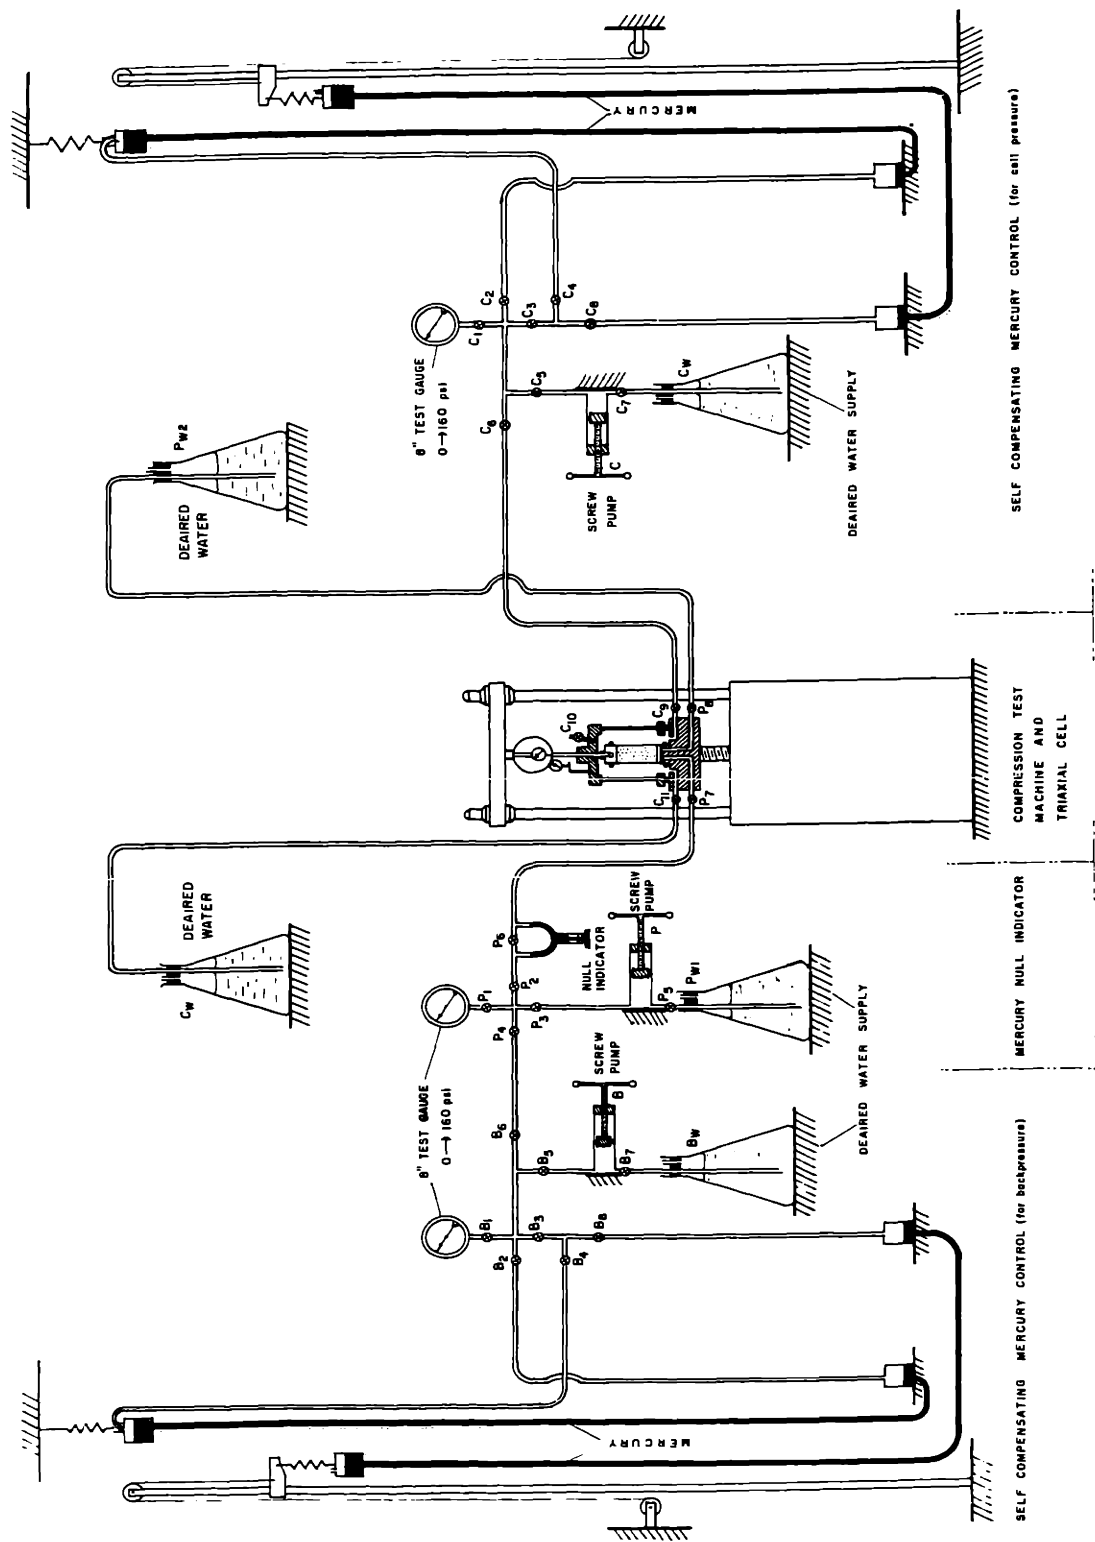 MERCURY
C2
C3
C4
C8
C1
8" TEST GAUGE
0→160 psi
C5
C6
C7
CW
C
SCREW
PUMP
DEAIRED WATER SUPPLY
PW2
DEAIRED
WATER
SELF COMPENSATING MERCURY CONTROL (for cell pressure)
C10
C9
P8
C11
P7
COMPRESSION TEST
MACHINE AND
TRIAXIAL CELL
DEAIRED
WATER
CW
P6
NULL
INDICATOR
P2
P1
P3
P4
SCREW
PUMP
P
P5
PW1
MERCURY NULL INDICATOR
8" TEST GAUGE
0→160 psi
SCREW
PUMP
B
B6
B5
B7
BW
DEAIRED WATER SUPPLY
B1
B3
B8
B2
B4
MERCURY
SELF COMPENSATING MERCURY CONTROL (for backpressure)